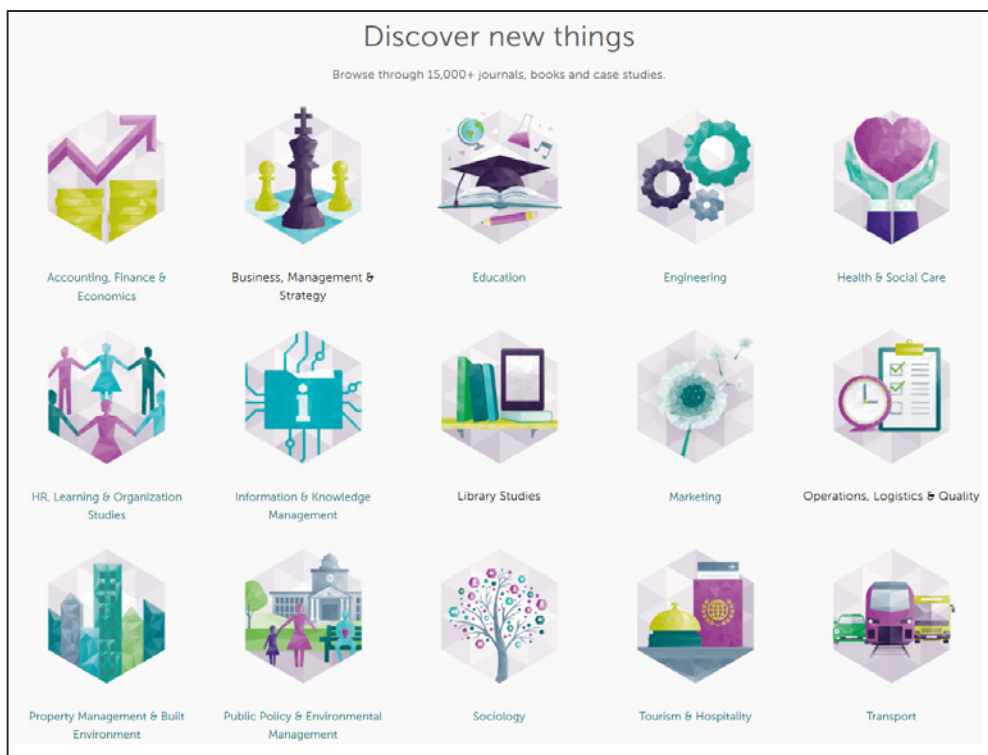 Discover new things
Browse through 15,000+ journals, books and case studies.
Accounting, Finance &
Economics
Business, Management &
Strategy
Education
Engineering
Health & Social Care
HR, Learning & Organization
Studies
Information & Knowledge
Management
Library Studies
Marketing
Operations, Logistics & Quality
Property Management & Built
Environment
Public Policy & Environmental
Management
Sociology
Tourism & Hospitality
Transport